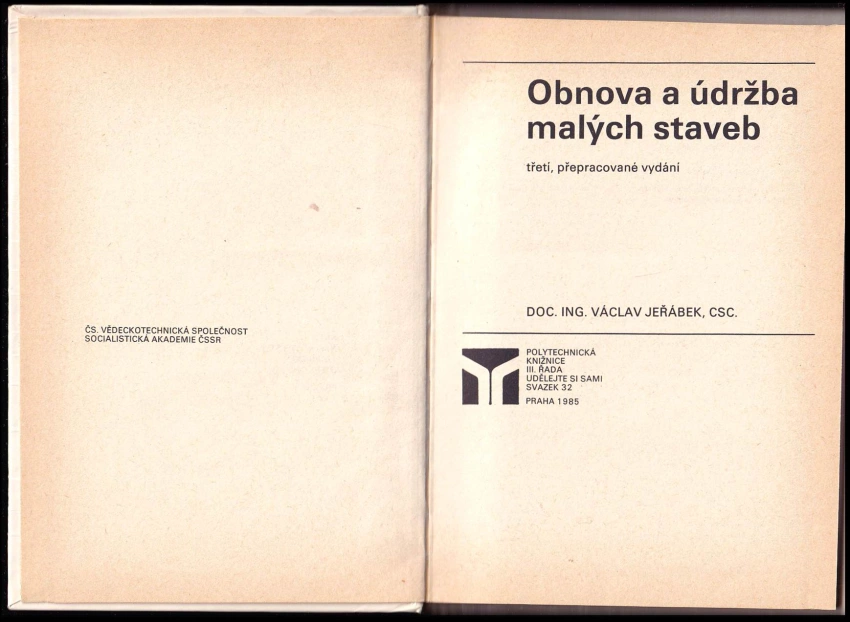 ČS. VĚDECKOTECHNICKÁ SPOLEČNOST
SOCIALISTICKÁ AKADEMIE ČSSR
Obnova a údržba
malých staveb
třetí, přepracované vydání
DOC. ING. VÁCLAV JEŘÁBEK, CSC.
POLYTECHNICKÁ
KNIŽNICE
III. ŘADA
UDĚLEJTE SI SAMI
SVAZEK 32
PRAHA 1985